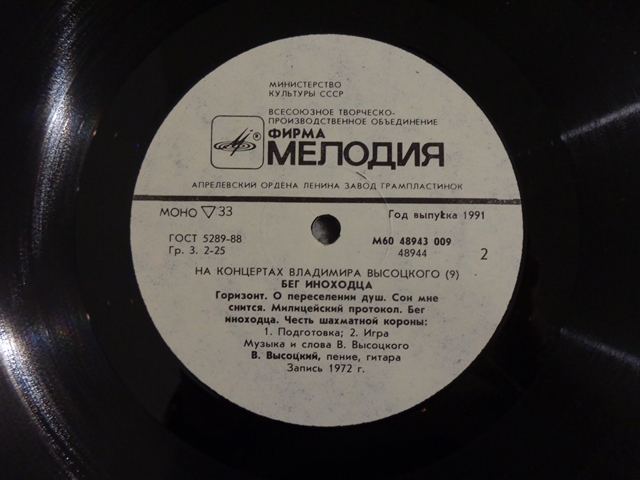 МИНИСТЕРСТВО
КУЛЬТУРЫ СССР
ВСЕСОЮЗНОЕ ТВОРЧЕСКО-
ПРОИЗВОДСТВЕННОЕ ОБЪЕДИНЕНИЕ
® ФИРМА
МЕЛОДИЯ
АПРЕЛЕВСКИЙ ОРДЕНА ЛЕНИНА ЗАВОД ГРАМПЛАСТИНОК
МОНО ▽ 33 Год выпуска 1991
ГОСТ 5289-88 М60 48943 009
Гр. 3. 2-25 48944 2
НА КОНЦЕРТАХ ВЛАДИМИРА ВЫСОЦКОГО (9)
БЕГ ИНОХОДЦА
Горизонт. О переселении душ. Сон мне
снится. Милицейский протокол. Бег
иноходца. Честь шахматной короны:
1. Подготовка; 2. Игра
Музыка и слова В. Высоцкого
В. Высоцкий, пение, гитара
Запись 1972 г.